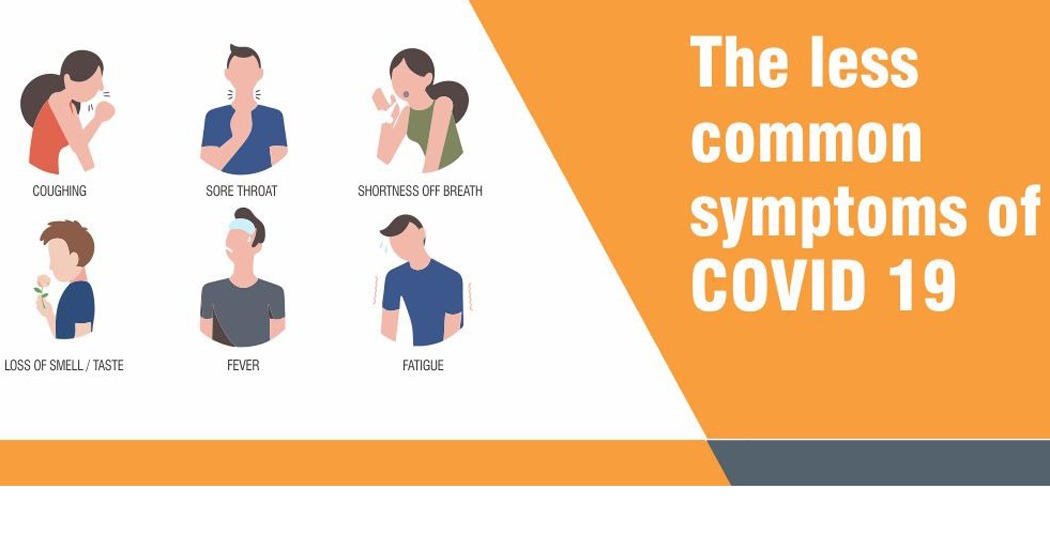 The less
common
symptoms of
COVID 19
COUGHING
SORE THROAT
SHORTNESS OFF BREATH
LOSS OF SMELL / TASTE
FEVER
FATIGUE